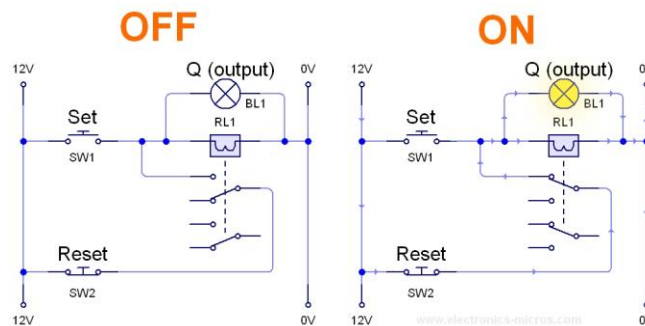 OFF
12V
0V
Q (output)
BL1
Set
RL1
SW1
Reset
SW2
12V
0V
ON
12V
0
Q (output)
BL1
Set
RL1
SW1
Reset
SW2
12V
0
www.electronics-micros.com